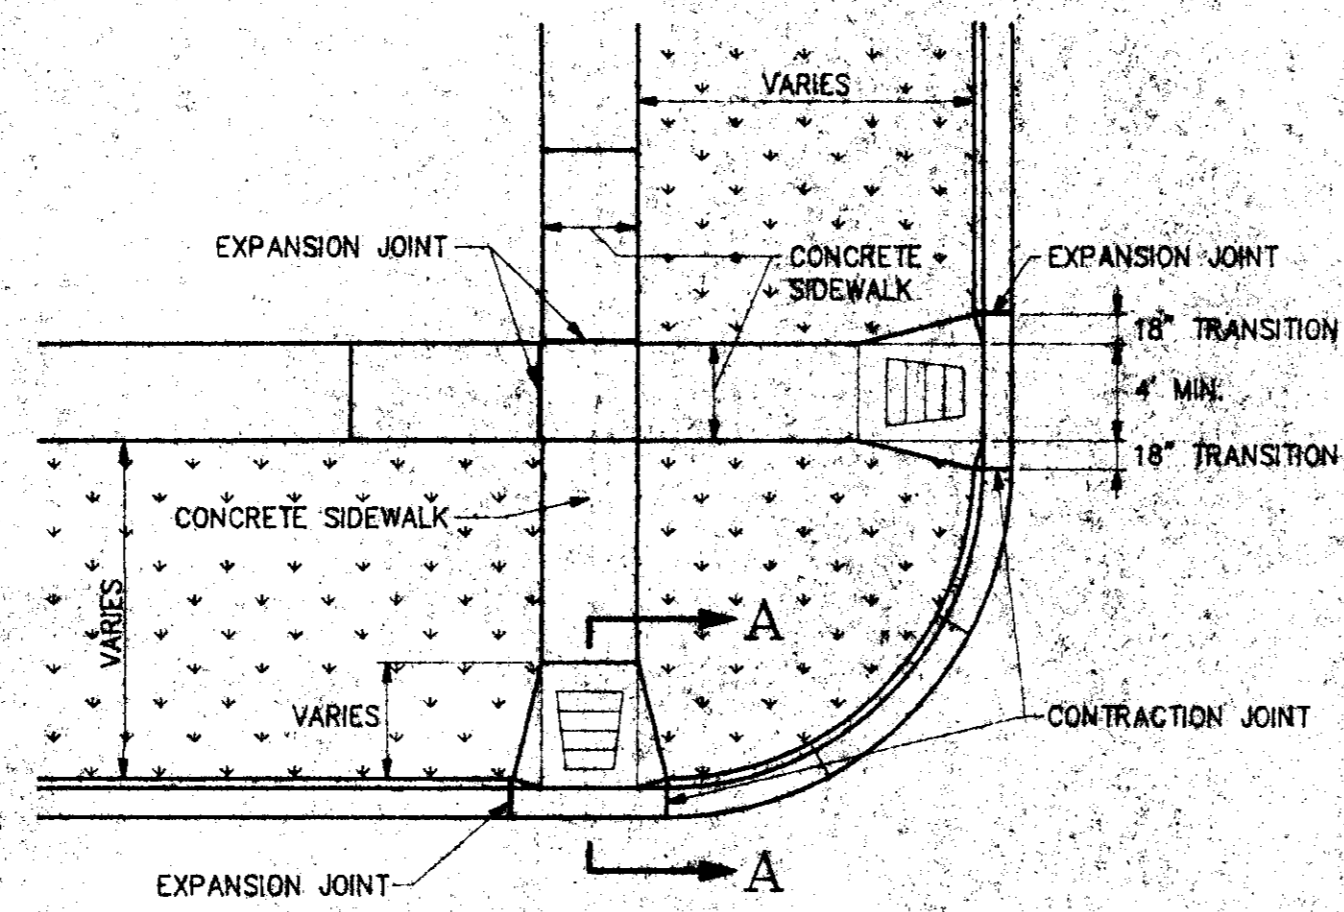 VARIES
EXPANSION JOINT
CONCRETE
SIDEWALK
EXPANSION JOINT
18" TRANSITION
4' MIN.
18" TRANSITION
CONCRETE SIDEWALK
VARIES
A
VARIES
CONTRACTION JOINT
A
EXPANSION JOINT